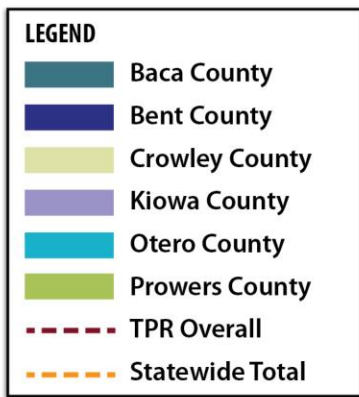 LEGEND
Baca County
Bent County
Crowley County
Kiowa County
Otero County
Prowers County
TPR Overall
Statewide Total